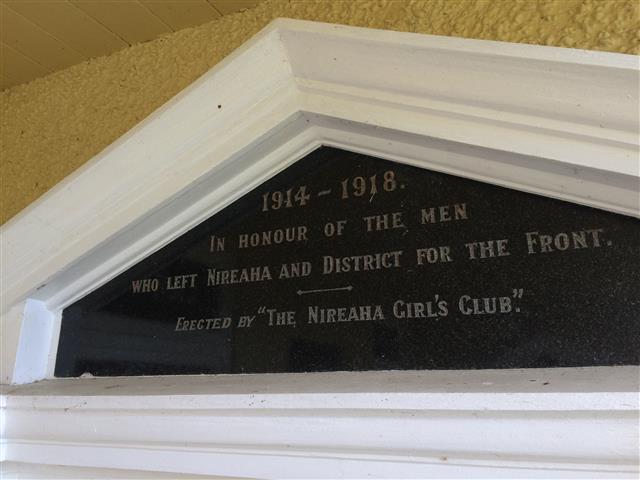 1914 - 1918.
IN HONOUR OF THE MEN
WHO LEFT NIREAHA AND DISTRICT FOR THE FRONT.
ERECTED BY "THE NIREAHA GIRL'S CLUB".